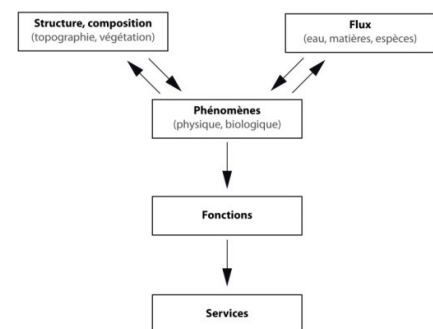 Structure, composition
(topographie, végétation)
Flux
(eau, matières, espèces)
Phénomènes
(physique, biologique)
Fonctions
Services